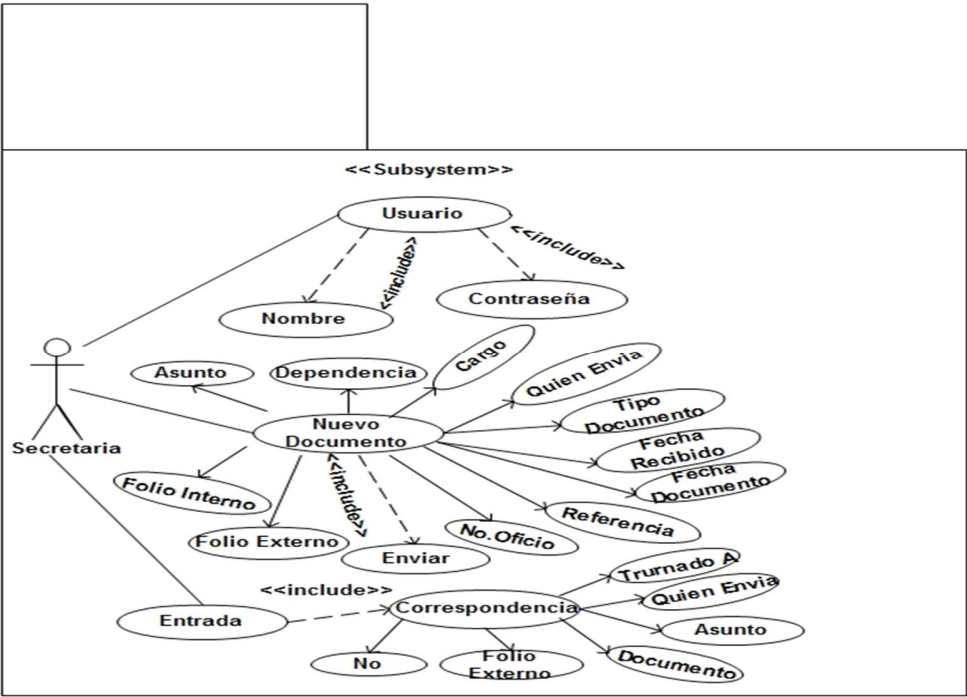 <<Subsystem>>
Usuario
<<include>>
<<include>>
Nombre
Contraseña
Asunto
Dependencia
Cargo
Quien Envia
Tipo
Documento
Nuevo
Documento
Fecha
Recibido
Fecha
Documento
Secretaria
Folio Interno
<<include>>
Folio Externo
Enviar
No.Oficio
Referencia
<<include>>
Entrada
Correspondencia
Trurnado A
Quien Envia
Asunto
No
Folio
Externo
Documento